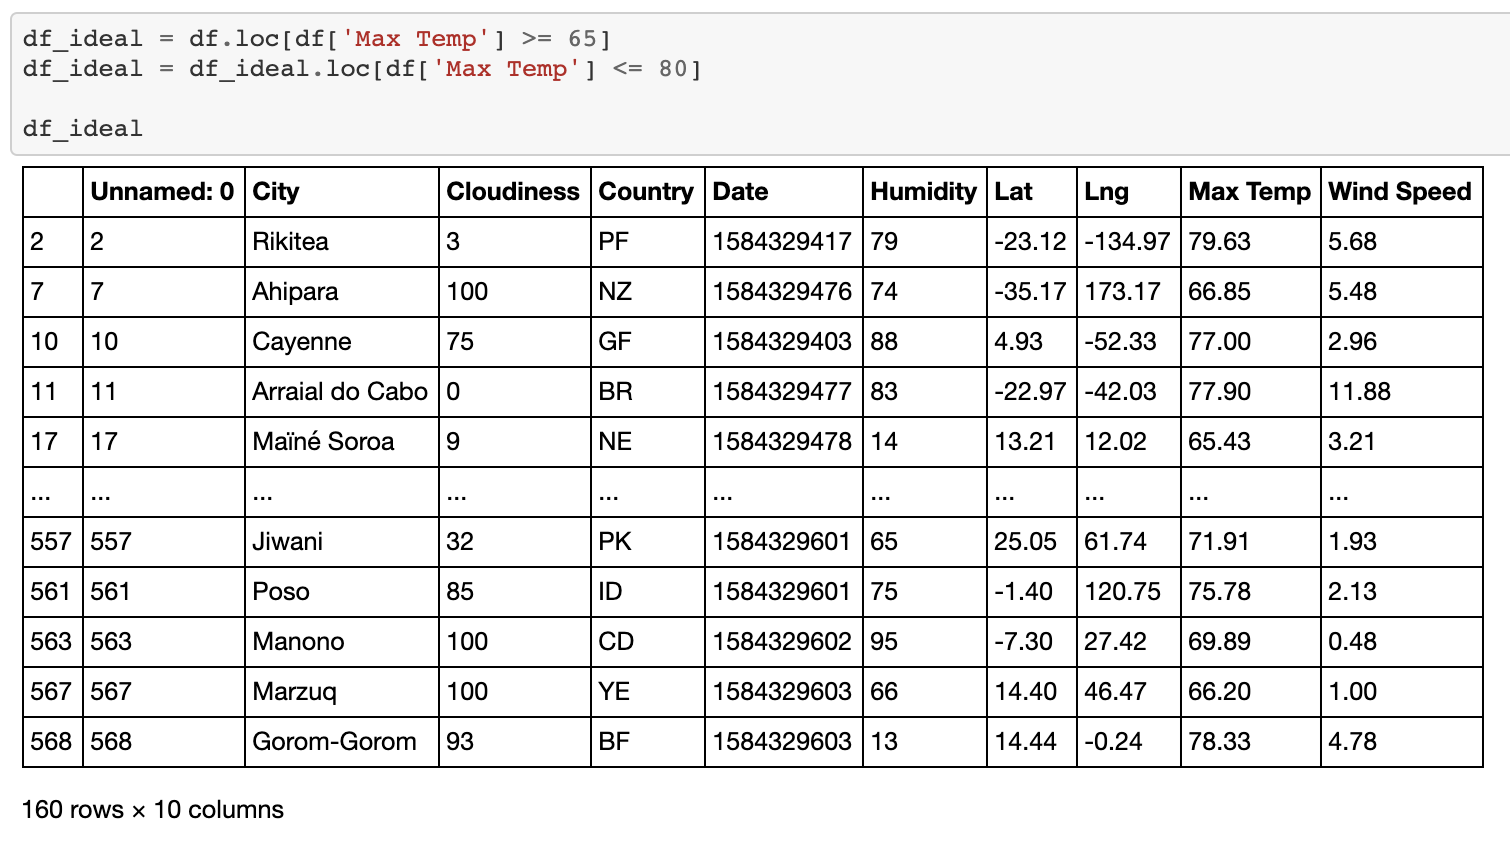 df_ideal = df.loc[df['Max Temp'] >= 65]
df_ideal = df_ideal.loc[df['Max Temp'] <= 80]
df_ideal
Unnamed: 0 City Cloudiness Country Date Humidity Lat Lng Max Temp Wind Speed
2 2 Rikitea 3 PF 1584329417 79 -23.12 -134.97 79.63 5.68
7 7 Ahipara 100 NZ 1584329476 74 -35.17 173.17 66.85 5.48
10 10 Cayenne 75 GF 1584329403 88 4.93 -52.33 77.00 2.96
11 11 Arraial do Cabo 0 BR 1584329477 83 -22.97 -42.03 77.90 11.88
17 17 Maïné Soroa 9 NE 1584329478 14 13.21 12.02 65.43 3.21
... ... ... ... ... ... ... ... ... ... ...
557 557 Jiwani 32 PK 1584329601 65 25.05 61.74 71.91 1.93
561 561 Poso 85 ID 1584329601 75 -1.40 120.75 75.78 2.13
563 563 Manono 100 CD 1584329602 95 -7.30 27.42 69.89 0.48
567 567 Marzuq 100 YE 1584329603 66 14.40 46.47 66.20 1.00
568 568 Gorom-Gorom 93 BF 1584329603 13 14.44 -0.24 78.33 4.78
160 rows × 10 columns